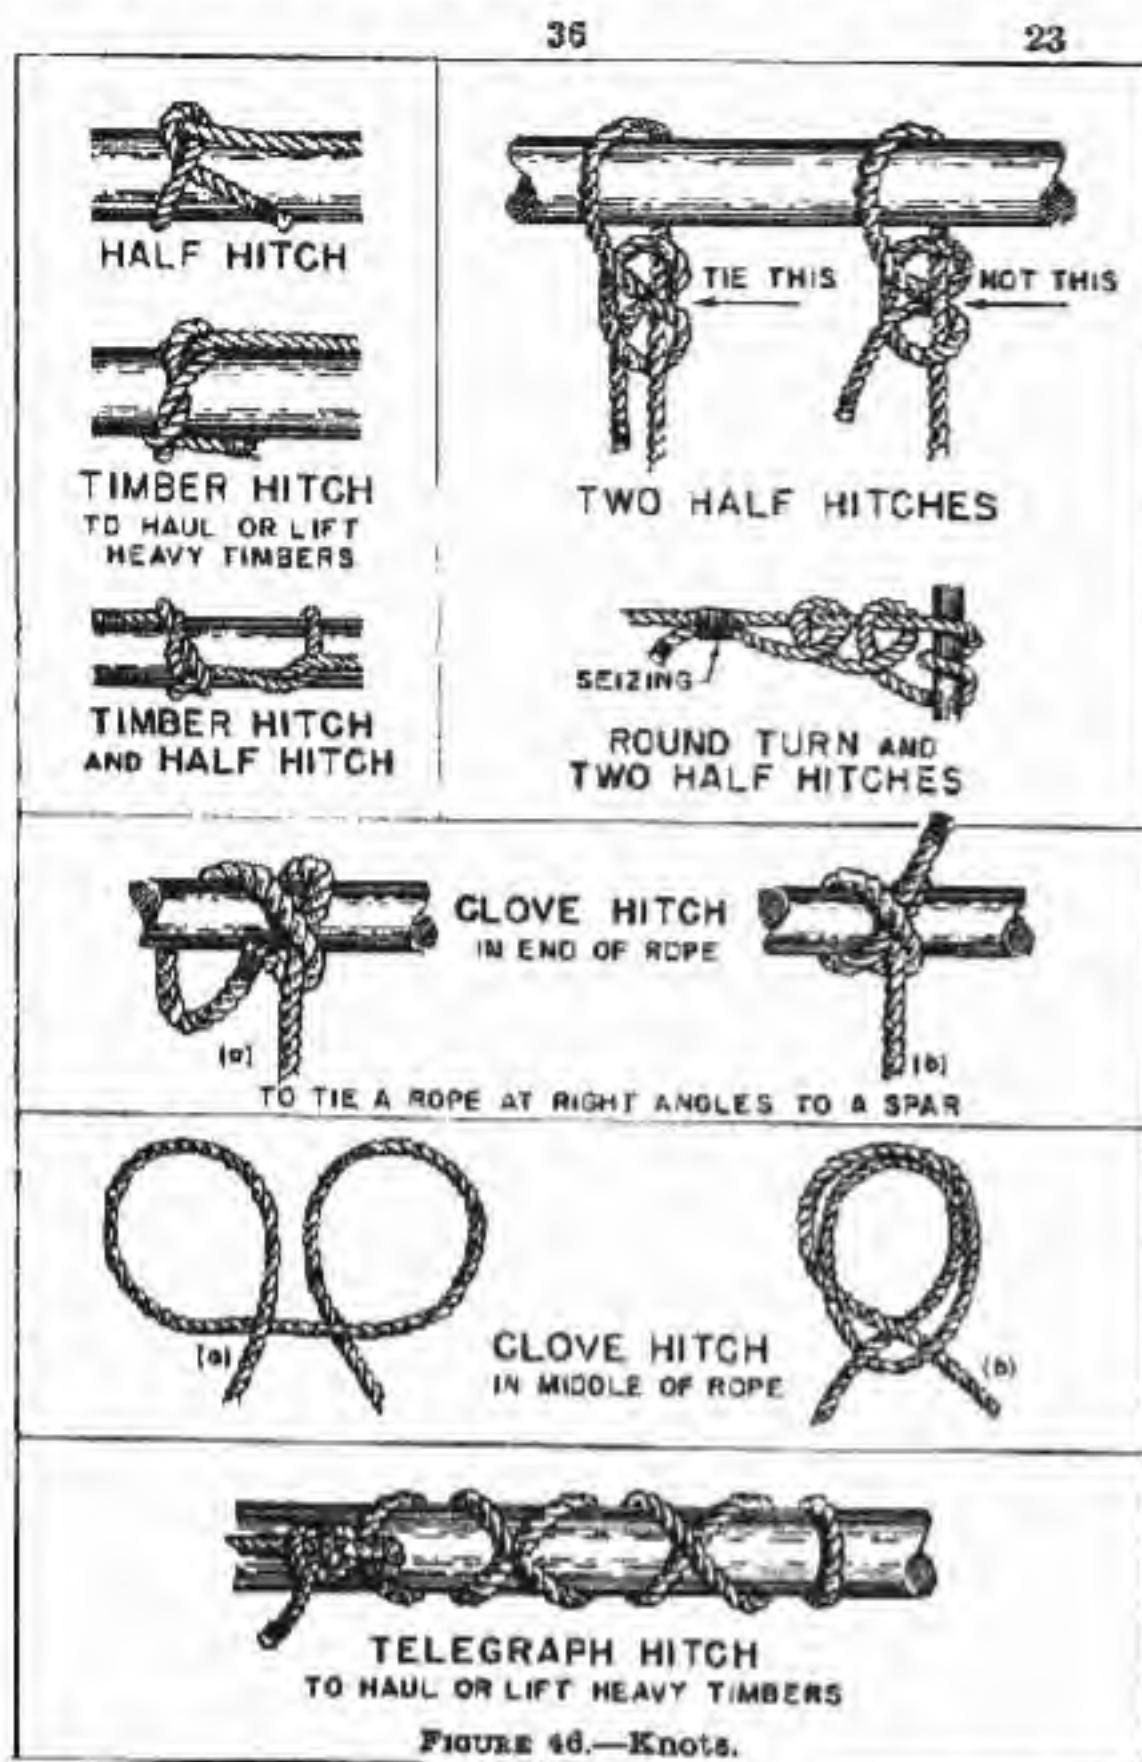 36 23
HALF HITCH
TIMBER HITCH
TO HAUL OR LIFT
HEAVY TIMBERS
TIMBER HITCH
AND HALF HITCH
TIE THIS
NOT THIS
TWO HALF HITCHES
SEIZING
ROUND TURN AND
TWO HALF HITCHES
CLOVE HITCH
IN END OF ROPE
(a)
(b)
TO TIE A ROPE AT RIGHT ANGLES TO A SPAR
(a)
CLOVE HITCH
IN MIDDLE OF ROPE
(b)
TELEGRAPH HITCH
TO HAUL OR LIFT HEAVY TIMBERS
FIGURE 46.—Knots.